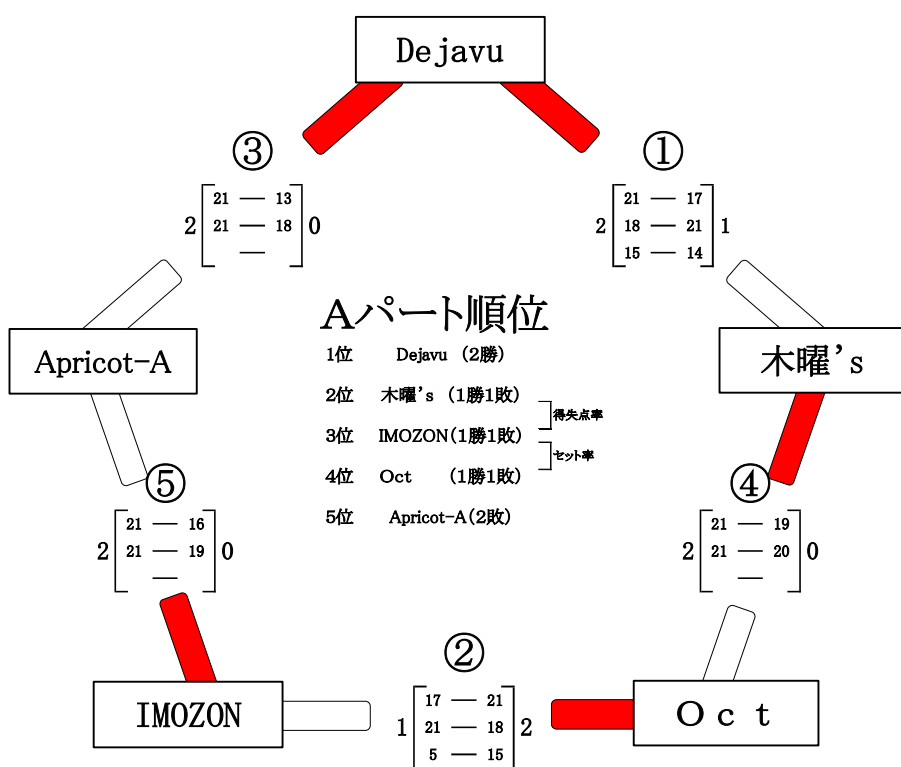 Dejavu
③
①
21 — 13
2 21 — 18 0
—
21 — 17
2 18 — 21 1
15 — 14
Apricot-A
木曜’s
Aパート順位
1位 Dejavu (2勝)
2位 木曜’s (1勝1敗)
得失点率
3位 IMOZON(1勝1敗)
セット率
4位 Oct (1勝1敗)
5位 Apricot-A(2敗)
⑤
④
21 — 16
2 21 — 19 0
—
21 — 19
2 21 — 20 0
—
②
IMOZON
Oct
17 — 21
1 21 — 18 2
5 — 15